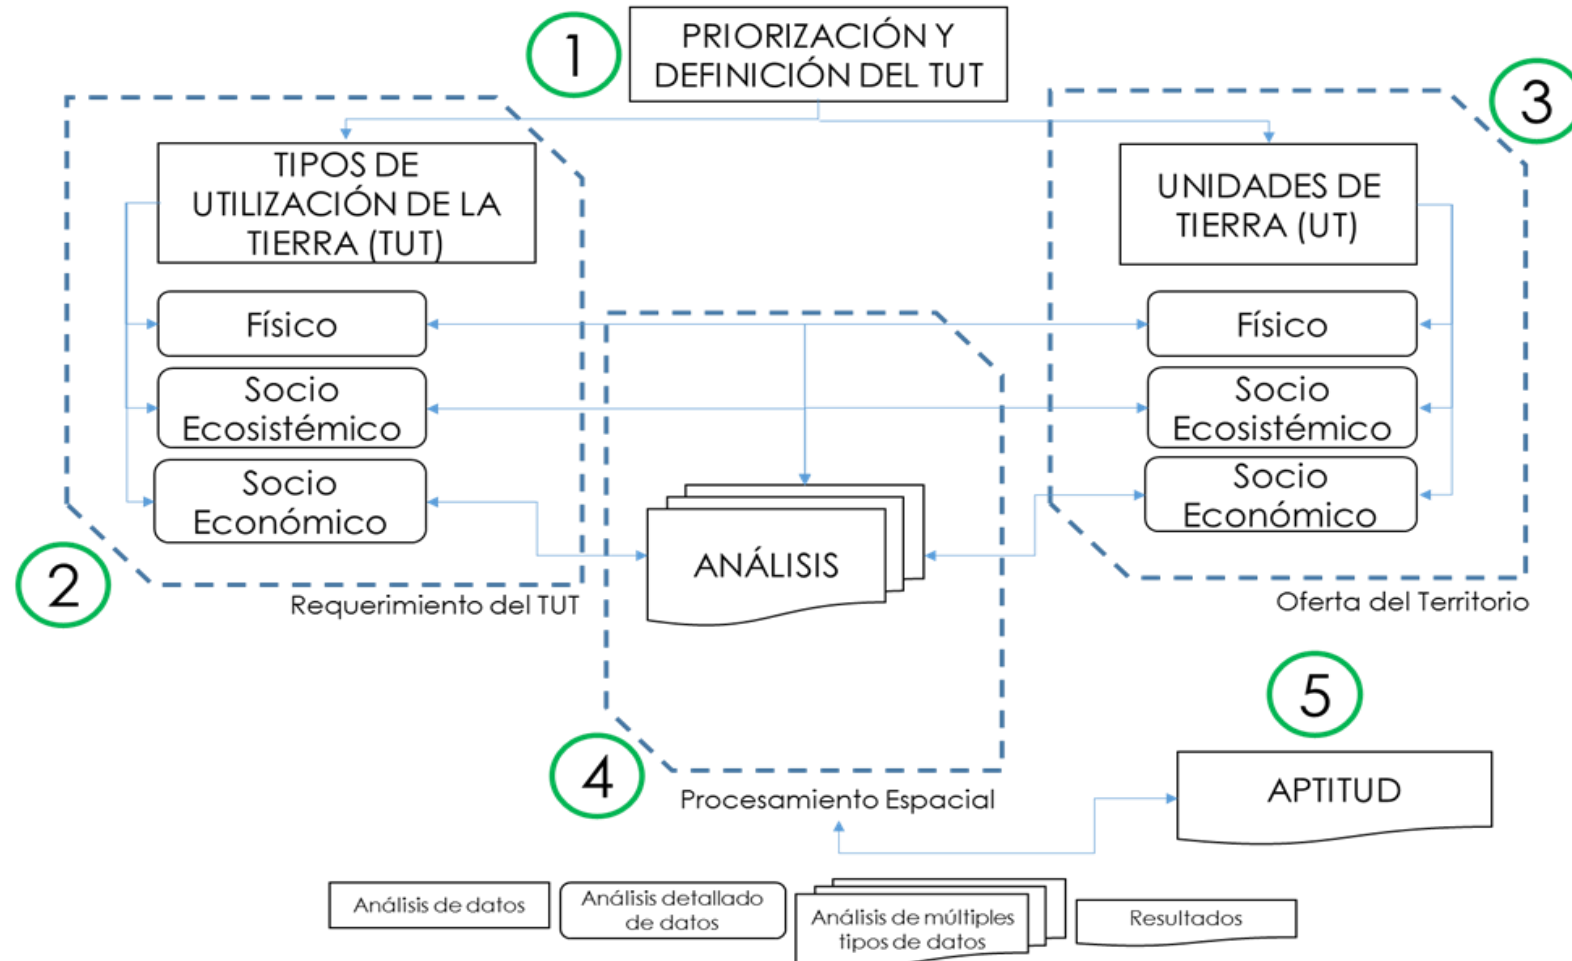 1
PRIORIZACIÓN Y
DEFINICIÓN DEL TUT
3
TIPOS DE
UTILIZACIÓN DE LA
TIERRA (TUT)
UNIDADES DE
TIERRA (UT)
Físico
Físico
Socio
Ecosistémico
Socio
Ecosistémico
Socio
Económico
Socio
Económico
ANÁLISIS
2
Requerimiento del TUT
Oferta del Territorio
5
4
Procesamiento Espacial
APTITUD
Análisis de datos
Análisis detallado
de datos
Análisis de múltiples
tipos de datos
Resultados